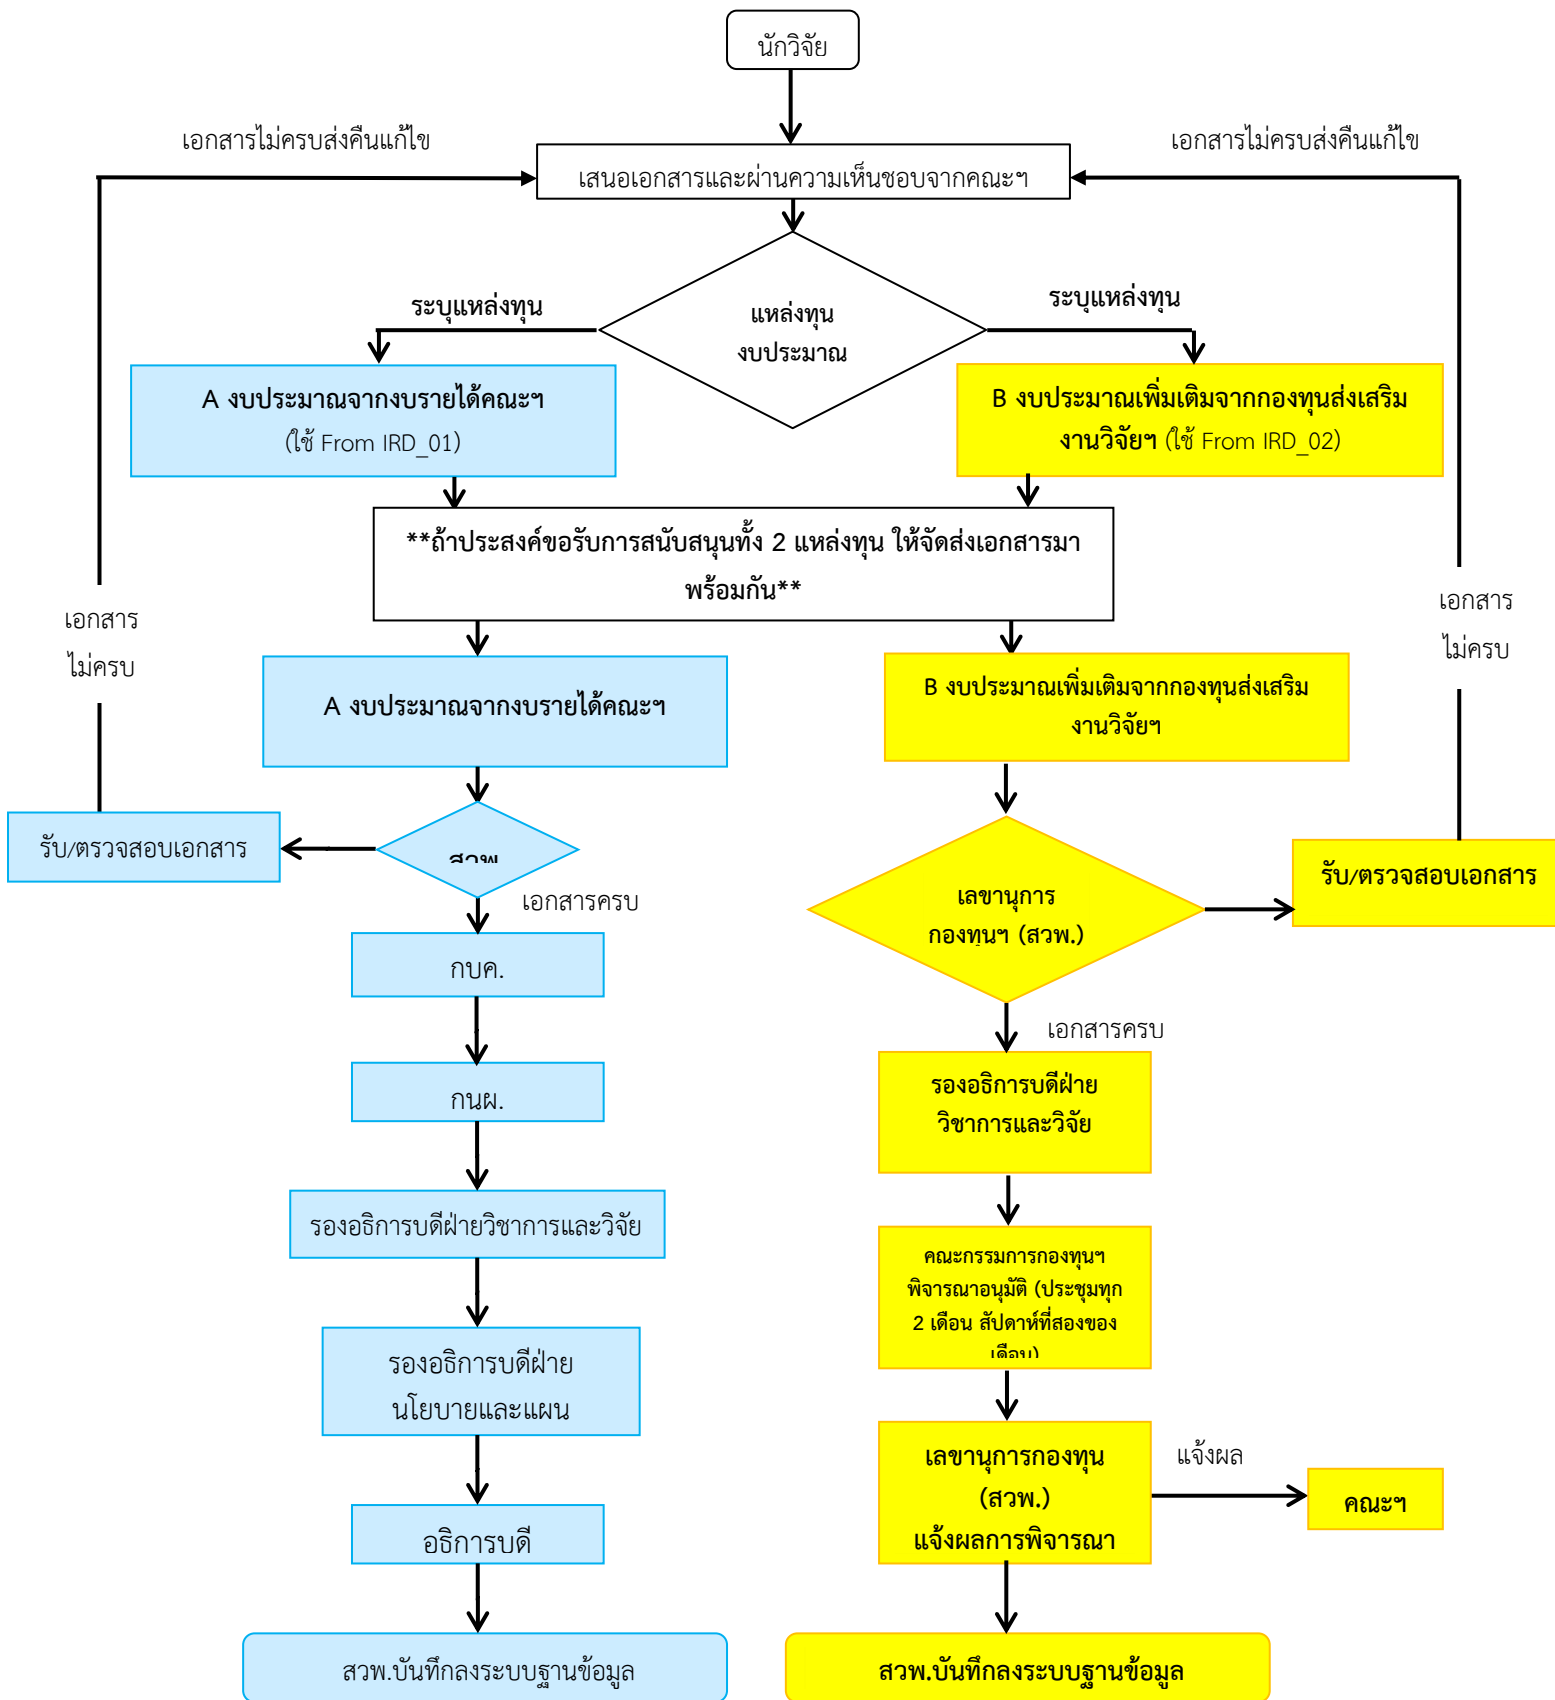 นักวิจัย
เอกสารไม่ครบส่งคืนแก้ไข
เอกสารไม่ครบส่งคืนแก้ไข
เสนอเอกสารและผ่านความเห็นชอบจากคณะฯ
ระบุแหล่งทุน
แหล่งทุน
งบประมาณ
ระบุแหล่งทุน
A งบประมาณจากงบรายได้คณะฯ
(ใช้ From IRD_01)
B งบประมาณเพิ่มเติมจากกองทุนส่งเสริม
งานวิจัยฯ (ใช้ From IRD_02)
**ถ้าประสงค์ขอรับการสนับสนุนทั้ง 2 แหล่งทุน ให้จัดส่งเอกสารมา
พร้อมกัน**
เอกสาร
ไม่ครบ
เอกสาร
ไม่ครบ
A งบประมาณจากงบรายได้คณะฯ
B งบประมาณเพิ่มเติมจากกองทุนส่งเสริม
งานวิจัยฯ
รับ/ตรวจสอบเอกสาร
สวพ
เอกสารครบ
เลขานุการ
กองทุนฯ (สวพ.)
รับ/ตรวจสอบเอกสาร
กบค.
เอกสารครบ
กนผ.
รองอธิการบดีฝ่าย
วิชาการและวิจัย
รองอธิการบดีฝ่ายวิชาการและวิจัย
คณะกรรมการกองทุนฯ
พิจารณาอนุมัติ (ประชุมทุก
2 เดือน สัปดาห์ที่สองของ
เดือน)
รองอธิการบดีฝ่าย
นโยบายและแผน
เลขานุการกองทุน
(สวพ.)
แจ้งผลการพิจารณา
แจ้งผล
คณะฯ
อธิการบดี
สวพ.บันทึกลงระบบฐานข้อมูล
สวพ.บันทึกลงระบบฐานข้อมูล